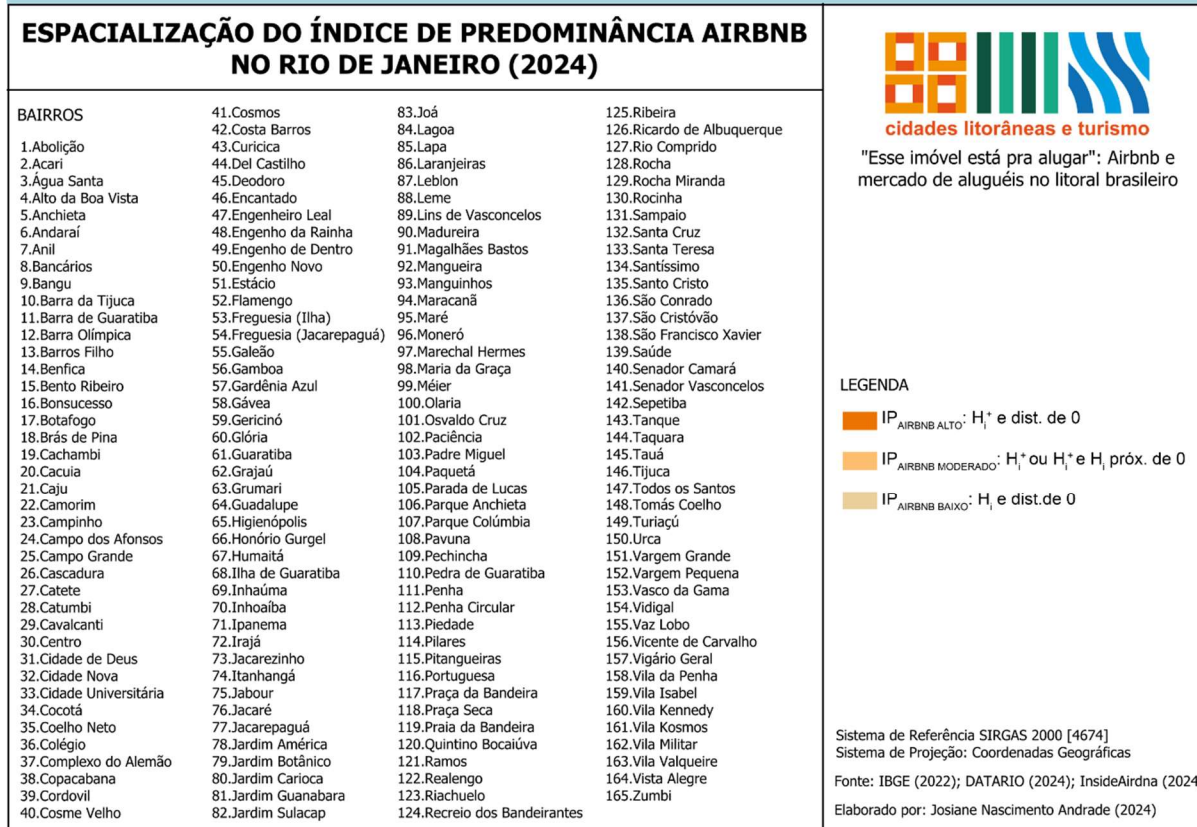 ESPACIALIZAÇÃO DO ÍNDICE DE PREDOMINÂNCIA AIRBNB
NO RIO DE JANEIRO (2024)
BAIRROS
1.Abolição
2.Acari
3.Água Santa
4.Alto da Boa Vista
5.Anchieta
6.Andaraí
7.Anil
8.Bancários
9.Bangu
10.Barra da Tijuca
11.Barra de Guaratiba
12.Barra Olímpica
13.Barros Filho
14.Benfica
15.Bento Ribeiro
16.Bonsucesso
17.Botafogo
18.Brás de Pina
19.Cachambi
20.Cacuia
21.Caju
22.Camorim
23.Campinho
24.Campo dos Afonsos
25.Campo Grande
26.Cascadura
27.Catete
28.Catumbi
29.Cavalcanti
30.Centro
31.Cidade de Deus
32.Cidade Nova
33.Cidade Universitária
34.Cocotá
35.Coelho Neto
36.Colégio
37.Complexo do Alemão
38.Copacabana
39.Cordovil
40.Cosme Velho
41.Cosmos
42.Costa Barros
43.Curicica
44.Del Castilho
45.Deodoro
46.Encantado
47.Engenheiro Leal
48.Engenho da Rainha
49.Engenho de Dentro
50.Engenho Novo
51.Estácio
52.Flamengo
53.Freguesia (Ilha)
54.Freguesia (Jacarepaguá)
55.Galeão
56.Gamboa
57.Gardênia Azul
58.Gávea
59.Gericinó
60.Glória
61.Guaratiba
62.Grajaú
63.Grumari
64.Guadalupe
65.Higienópolis
66.Honório Gurgel
67.Humaitá
68.Ilha de Guaratiba
69.Inhaúma
70.Inhoaíba
71.Ipanema
72.Irajá
73.Jacarezinho
74.Itanhangá
75.Jabour
76.Jacaré
77.Jacarepaguá
78.Jardim América
79.Jardim Botânico
80.Jardim Carioca
81.Jardim Guanabara
82.Jardim Sulacap
83.Joá
84.Lagoa
85.Lapa
86.Laranjeiras
87.Leblon
88.Leme
89.Lins de Vasconcelos
90.Madureira
91.Magalhães Bastos
92.Mangueira
93.Manguinhos
94.Maracanã
95.Maré
96.Moneró
97.Marechal Hermes
98.Maria da Graça
99.Méier
100.Olaria
101.Osvaldo Cruz
102.Paciência
103.Padre Miguel
104.Paquetá
105.Parada de Lucas
106.Parque Anchieta
107.Parque Colúmbia
108.Pavuna
109.Pechincha
110.Pedra de Guaratiba
111.Penha
112.Penha Circular
113.Piedade
114.Pilares
115.Pitangueiras
116.Portuguesa
117.Praça da Bandeira
118.Praça Seca
119.Praia da Bandeira
120.Quintino Bocaiúva
121.Ramos
122.Realengo
123.Riachuelo
124.Recreio dos Bandeirantes
125.Ribeira
126.Ricardo de Albuquerque
127.Rio Comprido
128.Rocha
129.Rocha Miranda
130.Rocinha
131.Sampaio
132.Santa Cruz
133.Santa Teresa
134.Santíssimo
135.Santo Cristo
136.São Conrado
137.São Cristóvão
138.São Francisco Xavier
139.Saúde
140.Senador Camará
141.Senador Vasconcelos
142.Sepetiba
143.Tanque
144.Taquara
145.Tauá
146.Tijuca
147.Todos os Santos
148.Tomás Coelho
149.Turiaçú
150.Urca
151.Vargem Grande
152.Vargem Pequena
153.Vasco da Gama
154.Vidigal
155.Vaz Lobo
156.Vicente de Carvalho
157.Vigário Geral
158.Vila da Penha
159.Vila Isabel
160.Vila Kennedy
161.Vila Kosmos
162.Vila Militar
163.Vila Valqueire
164.Vista Alegre
165.Zumbi
cidades litorâneas e turismo
"Esse imóvel está pra alugar": Airbnb e
mercado de aluguéis no litoral brasileiro
LEGENDA
IP AIRBNB ALTO: Hi+ e dist. de 0
IP AIRBNB MODERADO: Hi+ ou Hi+ e Hi próx. de 0
IP AIRBNB BAIXO: Hi e dist.de 0
Sistema de Referência SIRGAS 2000 [4674]
Sistema de Projeção: Coordenadas Geográficas
Fonte: IBGE (2022); DATARIO (2024); InsideAirdna (2024
Elaborado por: Josiane Nascimento Andrade (2024)